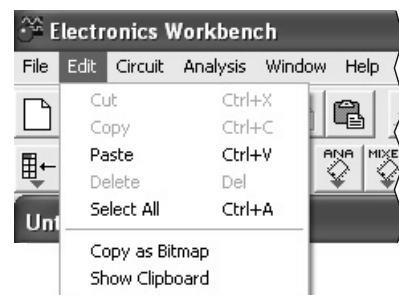 Electronics Workbench
File Edit Circuit Analysis Window Help
Cut Ctrl+X
Copy Ctrl+C
Paste Ctrl+V
Delete Del
Select All Ctrl+A
Copy as Bitmap
Show Clipboard
ANA MIXE
Unt